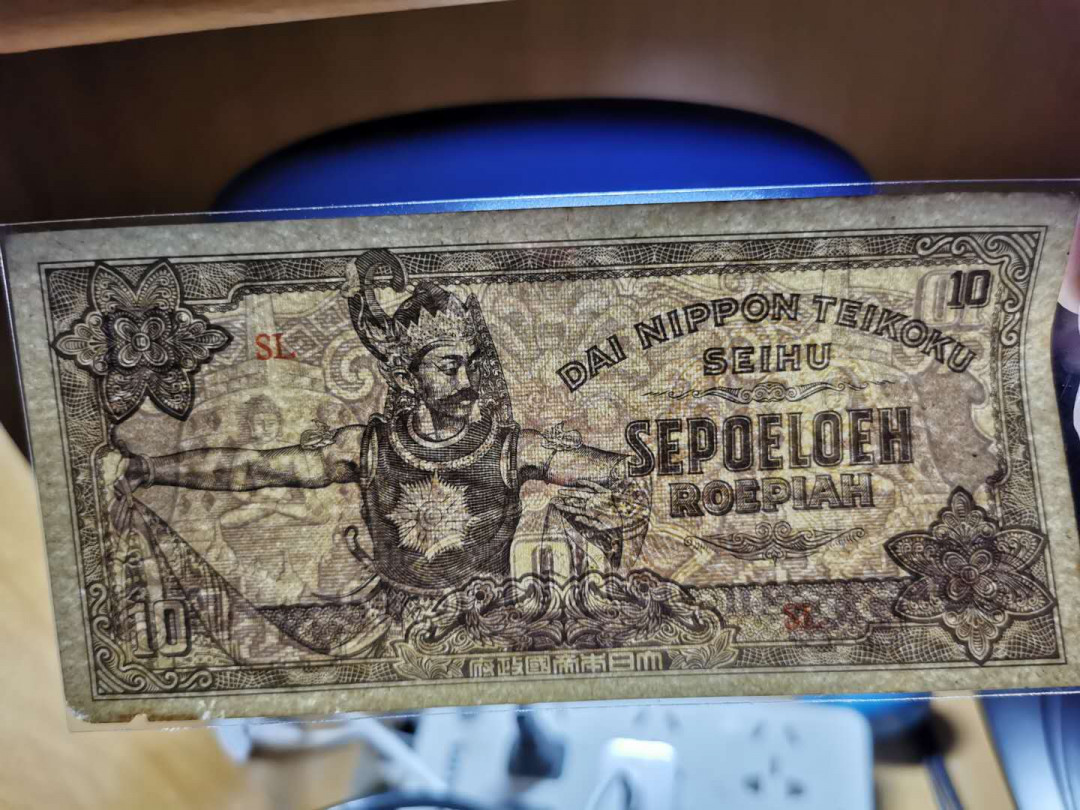 10
SL
DAI NIPPON TEIKOKU
SEIHU
SEPOELOEH
ROEPIAH
10
SL
大日本帝國政府